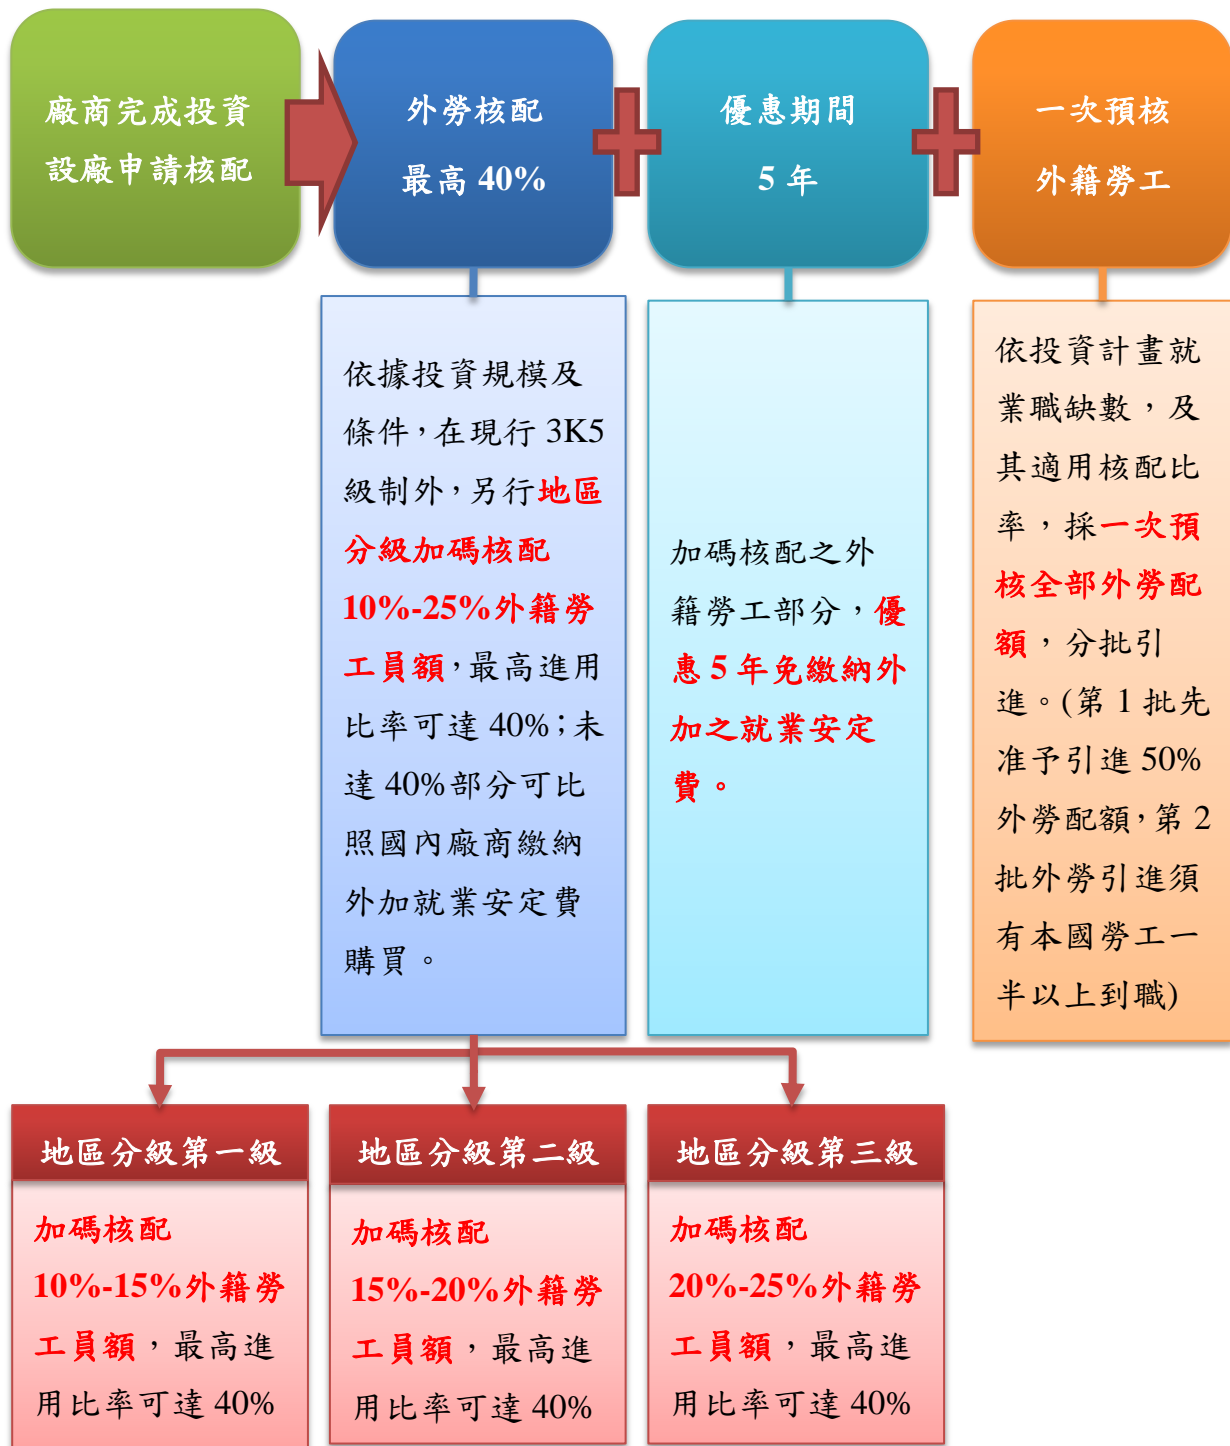 廠商完成投資
設廠申請核配
外勞核配
最高 40%
優惠期間
5 年
一次預核
外籍勞工
依據投資規模及
條件，在現行 3K5
級制外，另行地區
分級加碼核配
10%-25%外籍勞
工員額，最高進用
比率可達 40%；未
達 40%部分可比
照國內廠商繳納
外加就業安定費
購買。
加碼核配之外
籍勞工部分，優
惠 5 年免繳納外
加之就業安定
費。
依投資計畫就
業職缺數，及
其適用核配比
率，採一次預
核全部外勞配
額，分批引
進。(第 1 批先
准予引進 50%
外勞配額，第 2
批外勞引進須
有本國勞工一
半以上到職)
地區分級第一級
加碼核配
10%-15%外籍勞
工員額，最高進
用比率可達 40%
地區分級第二級
加碼核配
15%-20%外籍勞
工員額，最高進
用比率可達 40%
地區分級第三級
加碼核配
20%-25%外籍勞
工員額，最高進
用比率可達 40%